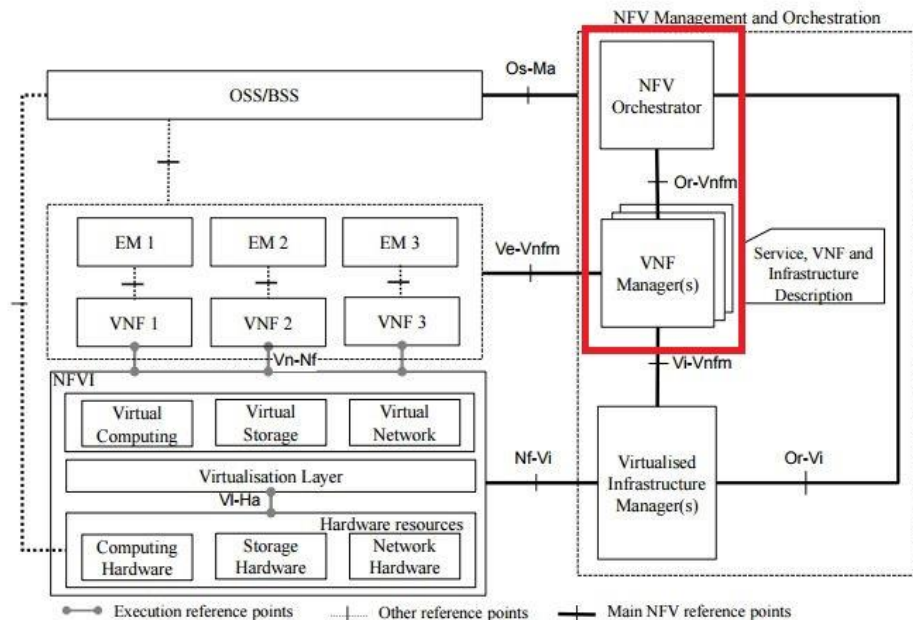 NFV Management and Orchestration
Os-Ma
OSS/BSS
NFV
Orchestrator
Or-Vnfm
EM 1
EM 2
EM 3
Ve-Vnfm
VNF
Manager(s)
Service, VNF and
Infrastructure
Description
VNF 1
VNF 2
VNF 3
Vn-Nf
Vi-Vnfm
NFVI
Virtual
Computing
Virtual
Storage
Virtual
Network
Nf-Vi
Virtualised
Infrastructure
Manager(s)
Or-Vi
Virtualisation Layer
Vl-Ha
Hardware resources
Computing
Hardware
Storage
Hardware
Network
Hardware
Execution reference points
Other reference points
Main NFV reference points